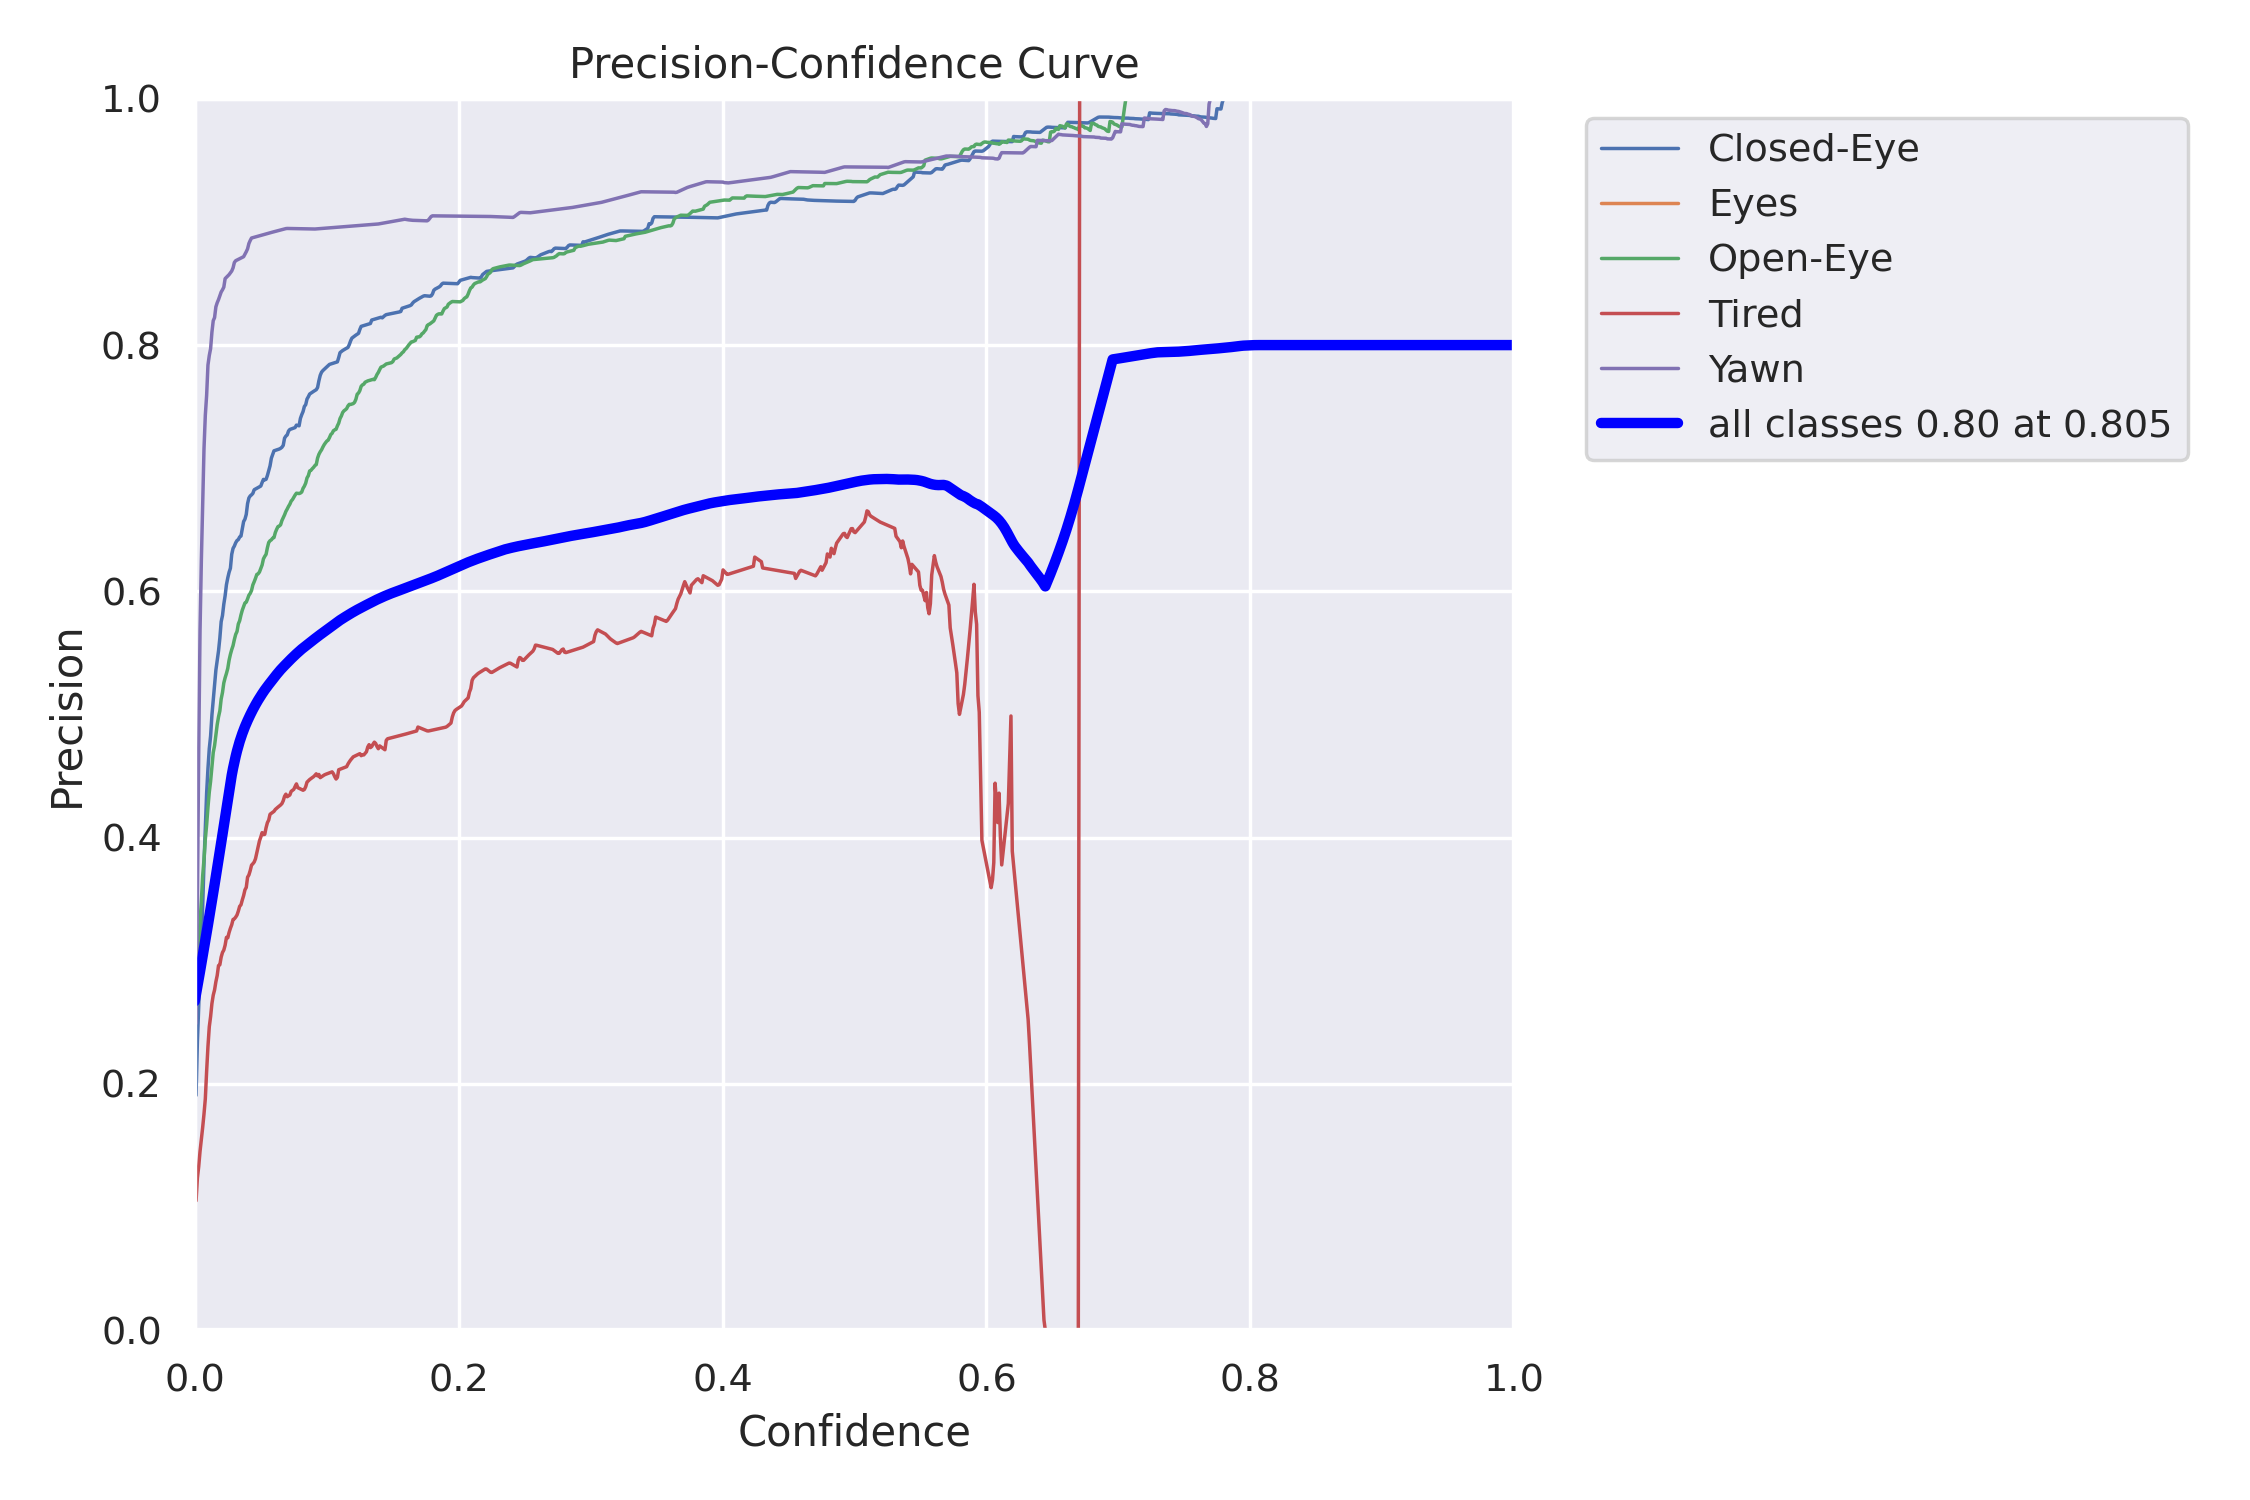 Precision-Confidence Curve
1.0
0.8
0.6
0.4
0.2
0.0
Precision
0.0 0.2 0.4 0.6 0.8 1.0
Confidence
Closed-Eye
Eyes
Open-Eye
Tired
Yawn
all classes 0.80 at 0.805